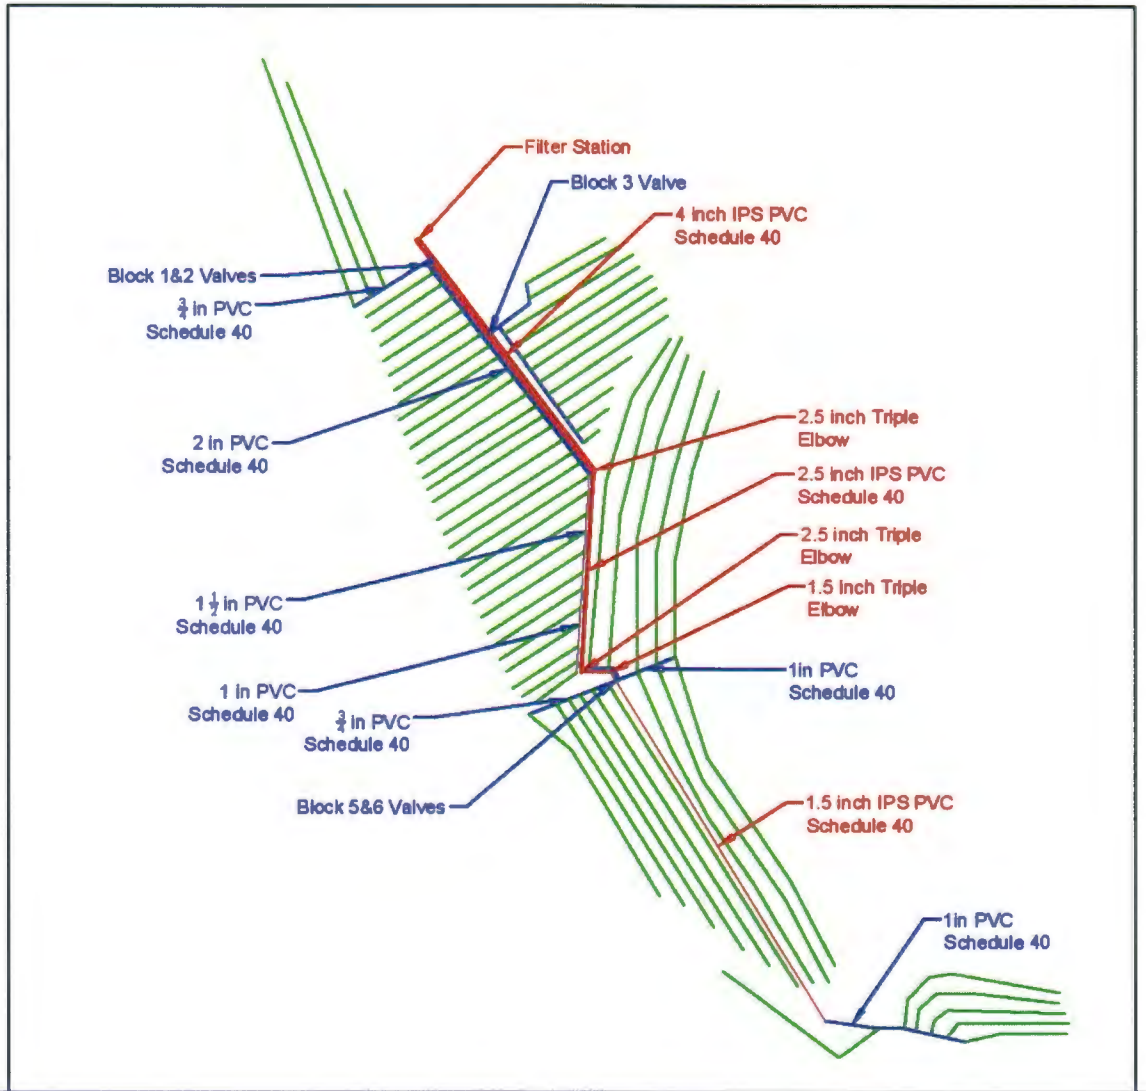 Filter Station
Block 3 Valve
4 inch IPS PVC
Schedule 40
Block 1&2 Valves
3/4 in PVC
Schedule 40
2 in PVC
Schedule 40
2.5 inch Triple
Elbow
2.5 inch IPS PVC
Schedule 40
2.5 inch Triple
Elbow
1.5 inch Triple
Elbow
1 1/2 in PVC
Schedule 40
1 in PVC
Schedule 40
3/4 in PVC
Schedule 40
1in PVC
Schedule 40
Block 5&6 Valves
1.5 inch IPS PVC
Schedule 40
1in PVC
Schedule 40